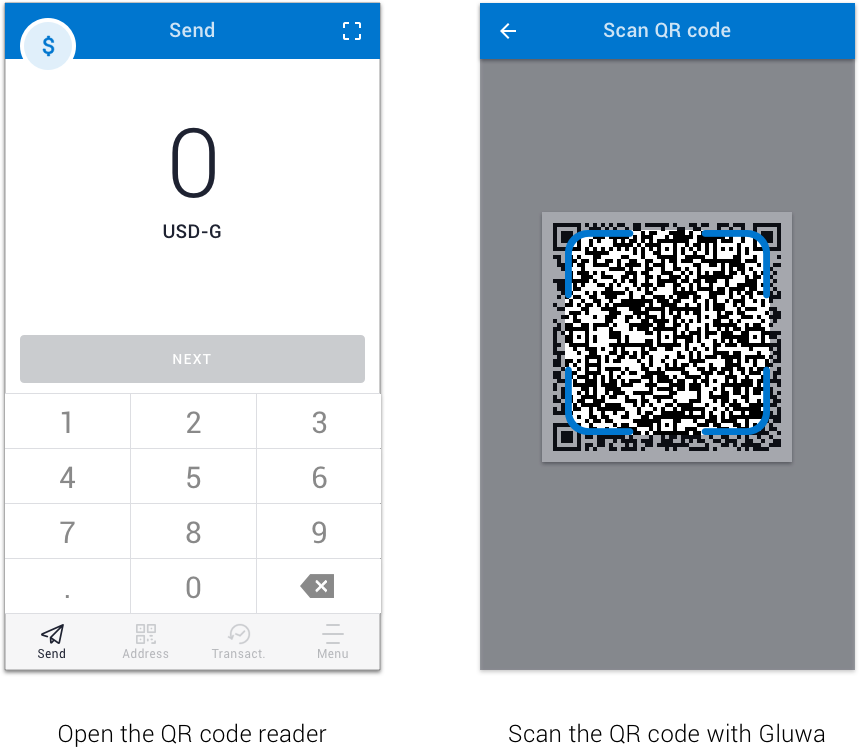 $
Send
0
USD-G
NEXT
1 2 3
4 5 6
7 8 9
. 0
Send Address Transact. Menu
Open the QR code reader
Scan QR code
Scan the QR code with Gluwa